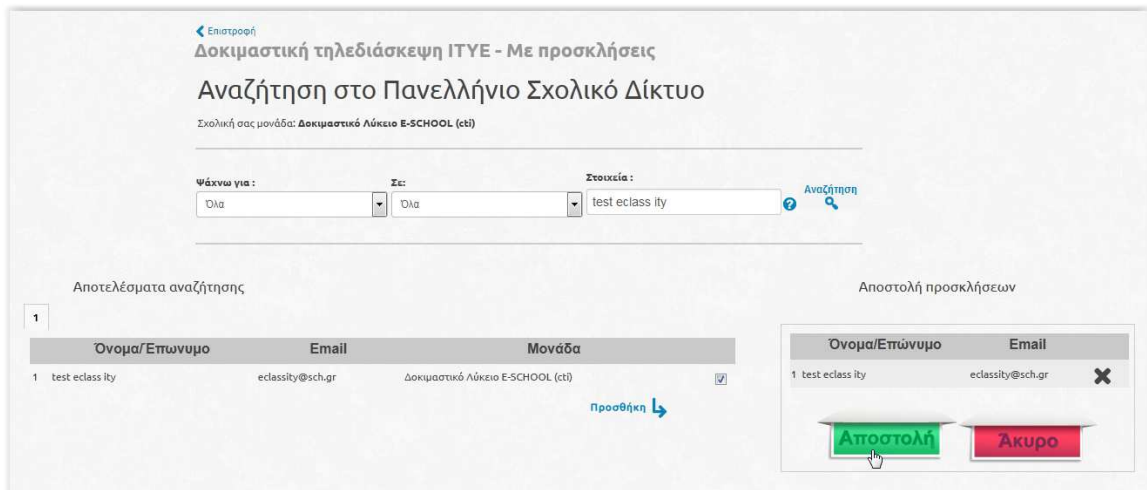 Επιστροφή
Δοκιμαστική τηλεδιάσκεψη ΙΤΥΕ - Με προσκλήσεις
Αναζήτηση στο Πανελλήνιο Σχολικό Δίκτυο
Σχολική σας μονάδα: Δοκιμαστικό Λύκειο E-SCHOOL (cti)
Ψάχνω για : Σε: Στοιχεία :
Όλα Όλα test eclass ity Αναζήτηση
Αποτελέσματα αναζήτησης
1
Όνομα/Επωνυμο Email Μονάδα
1 test eclass ity eclassity@sch.gr Δοκιμαστικό Λύκειο E-SCHOOL (cti)
Προσθήκη
Αποστολή προσκλήσεων
Όνομα/Επώνυμο Email
1 test eclass ity eclassity@sch.gr
Αποστολή Άκυρο